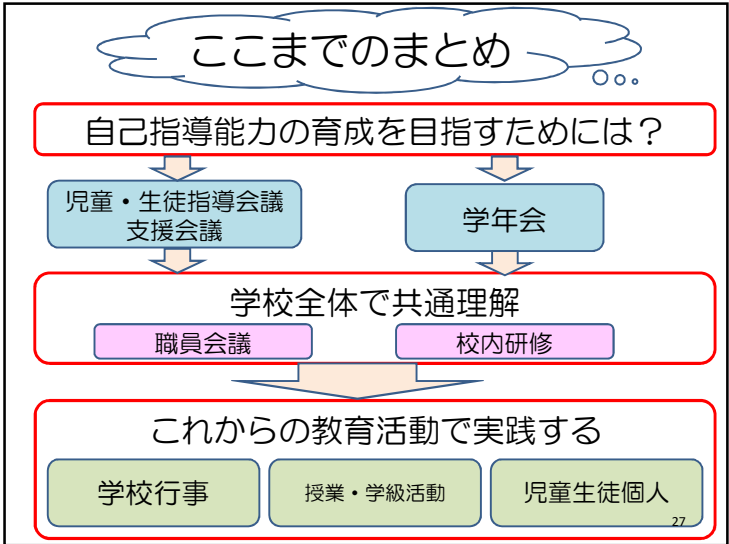 ここまでのまとめ
自己指導能力の育成を目指すためには？
児童・生徒指導会議
支援会議
学年会
学校全体で共通理解
職員会議
校内研修
これからの教育活動で実践する
学校行事
授業・学級活動
児童生徒個人
27